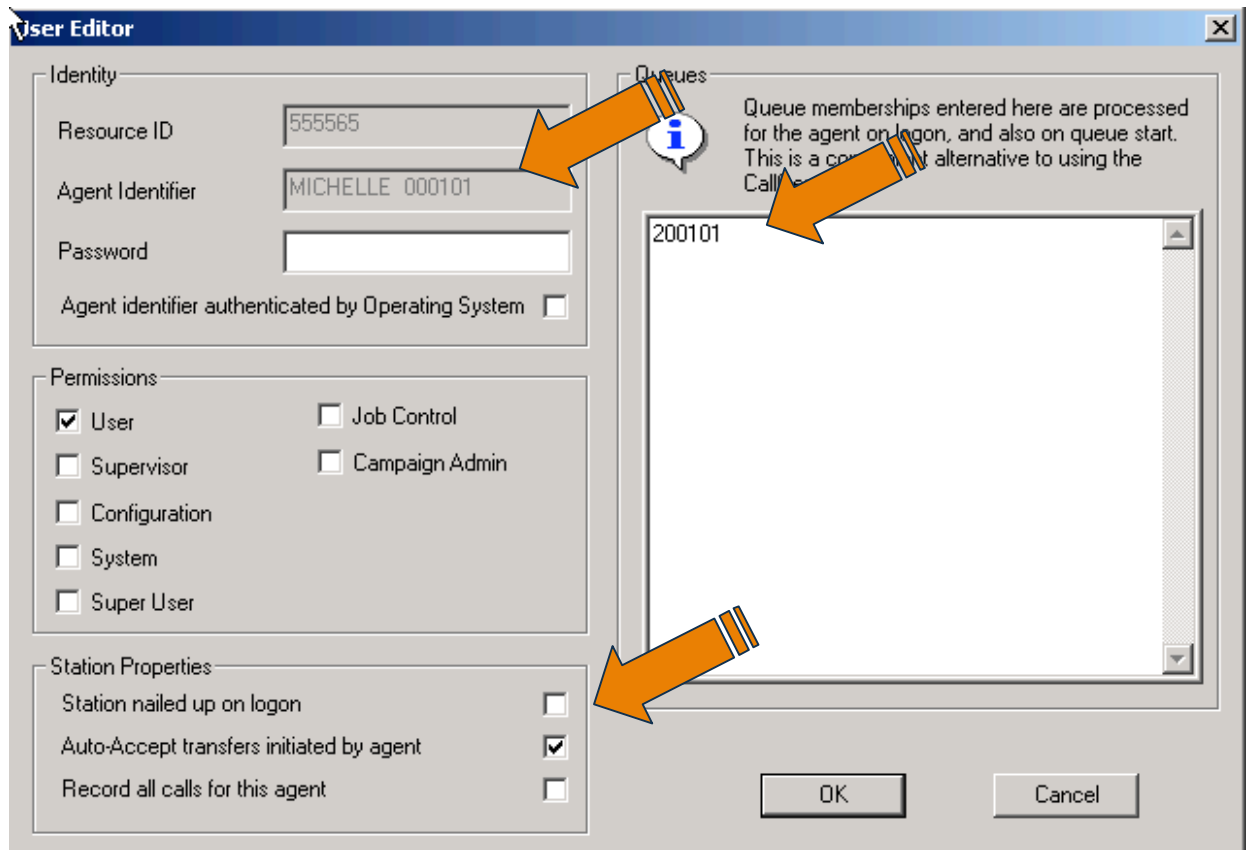 User Editor
Identity
Resource ID
555565
Agent Identifier
MICHELLE 000101
Password
Agent identifier authenticated by Operating System
Permissions
User
Job Control
Supervisor
Campaign Admin
Configuration
System
Super User
Station Properties
Station nailed up on logon
Auto-Accept transfers initiated by agent
Record all calls for this agent
Queues
Queue memberships entered here are processed
for the agent on logon, and also on queue start.
This is a alternative to using the
200101
OK
Cancel